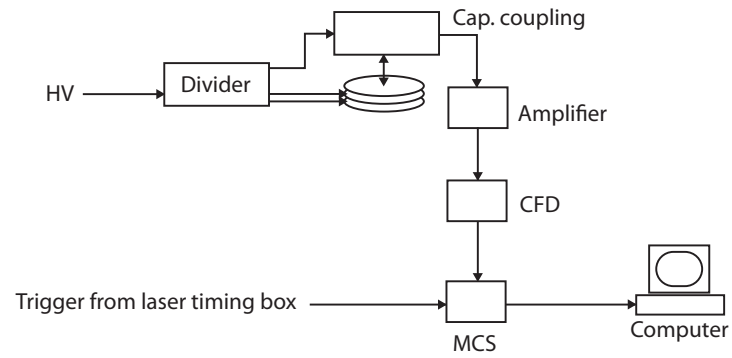 Cap. coupling
HV
Divider
Amplifier
CFD
Trigger from laser timing box
MCS
Computer